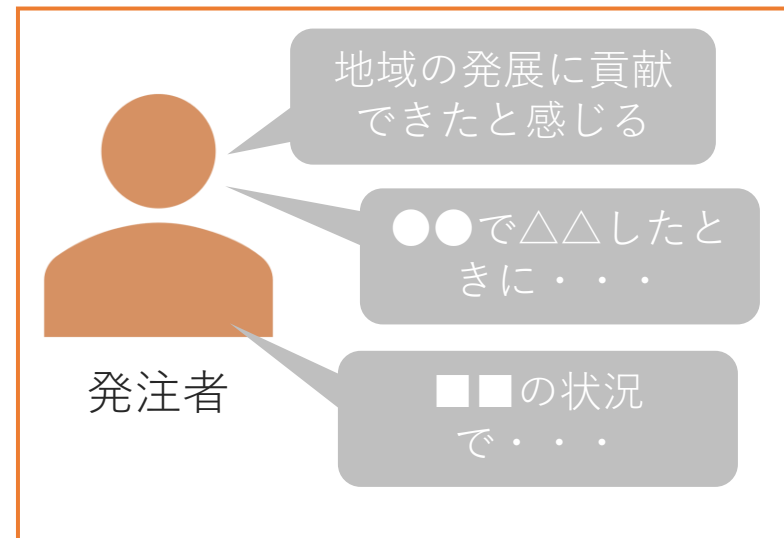 地域の発展に貢献
できたと感じる
●●で△△したと
きに・・・
発注者
■■の状況
で・・・